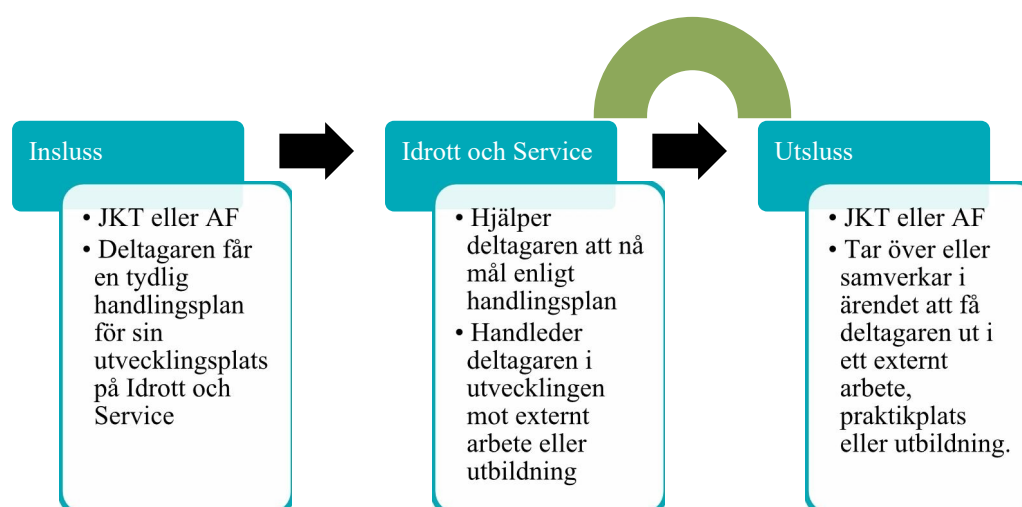 Insluss
• JKT eller AF
• Deltagaren får
en tydlig
handlingsplan
för sin
utvecklingsplats
på Idrott och
Service
Idrott och Service
• Hjälper
deltagaren att nå
mål enligt
handlingsplan
• Handleder
deltagaren i
utvecklingen
mot externt
arbete eller
utbildning
Utsluss
• JKT eller AF
• Tar över eller
samverkar i
ärendet att få
deltagaren ut i
ett externt
arbete,
praktikplats
eller utbildning.